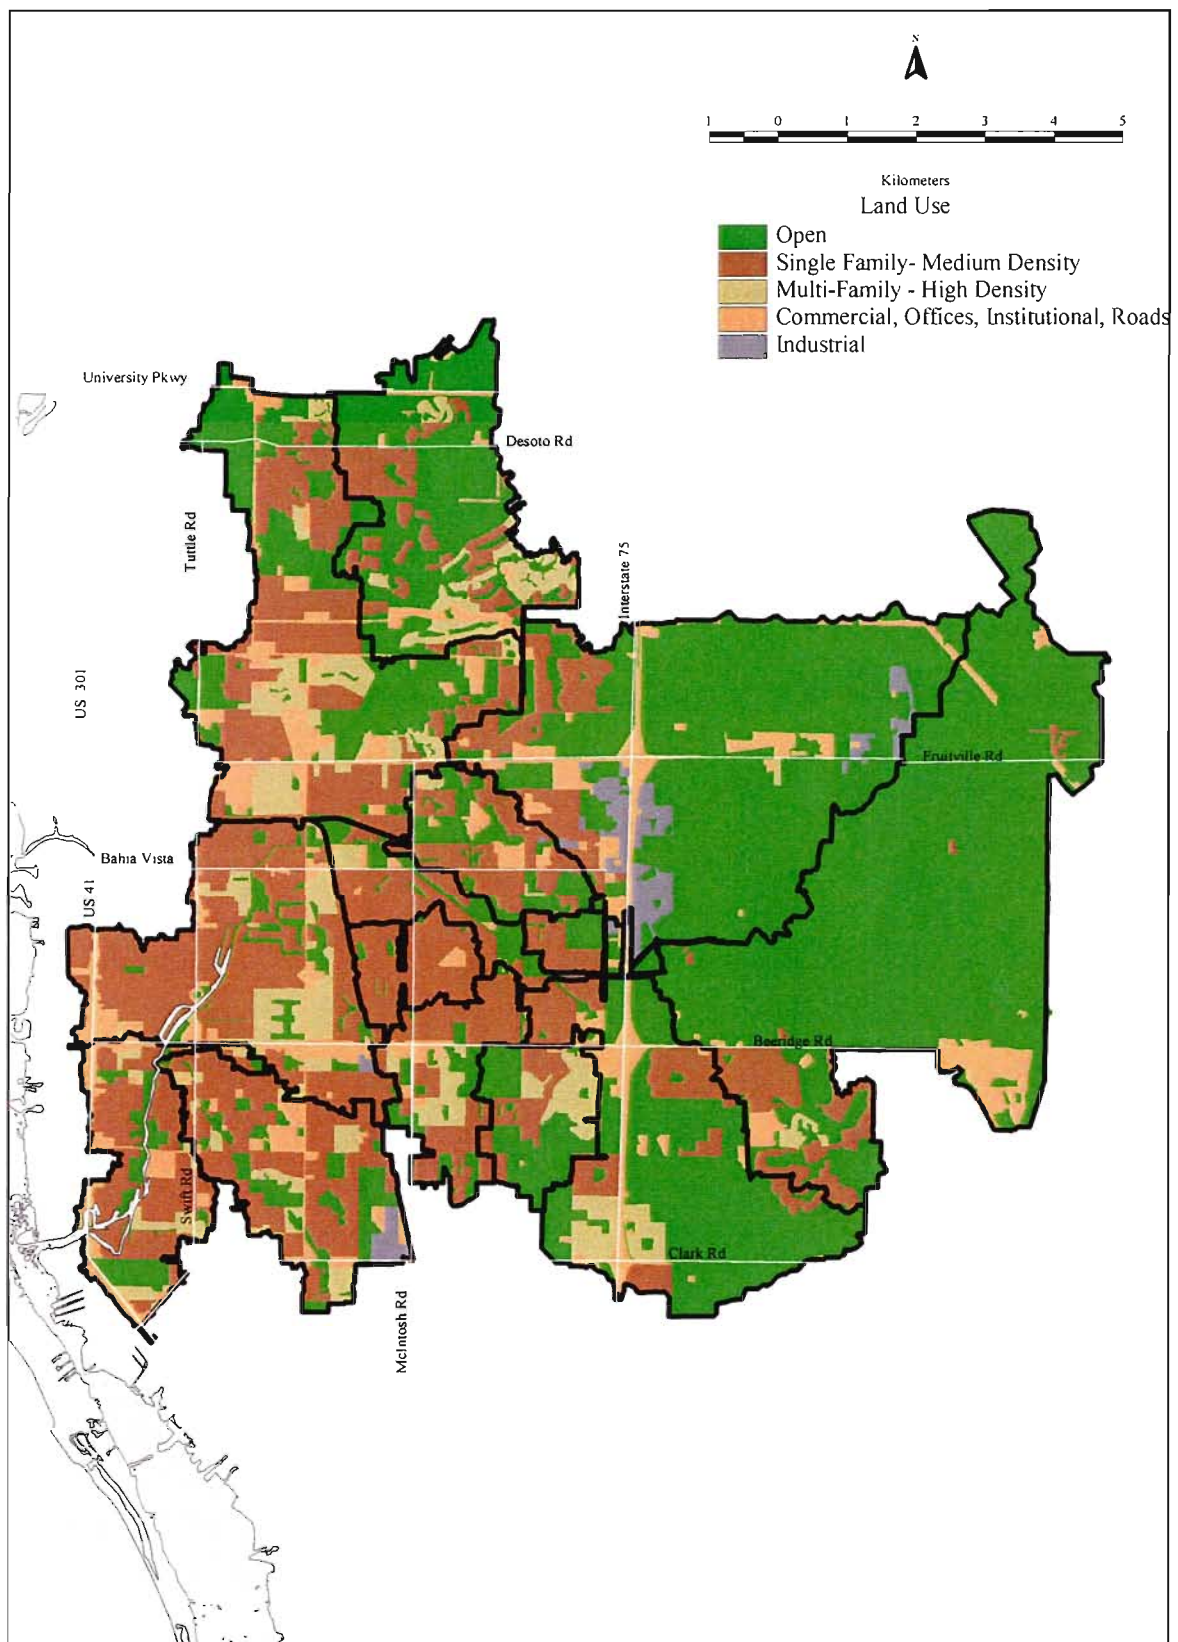 N
1 0 1 2 3 4 5
Kilometers
Land Use
Open
Single Family- Medium Density
Multi-Family - High Density
Commercial, Offices, Institutional, Roads
Industrial
University Pkwy
Desoto Rd
Tuttle Rd
Interstate 75
US 301
Fruitville Rd
Bahia Vista
US 41
Beeridge Rd
Swift Rd
Clark Rd
McIntosh Rd